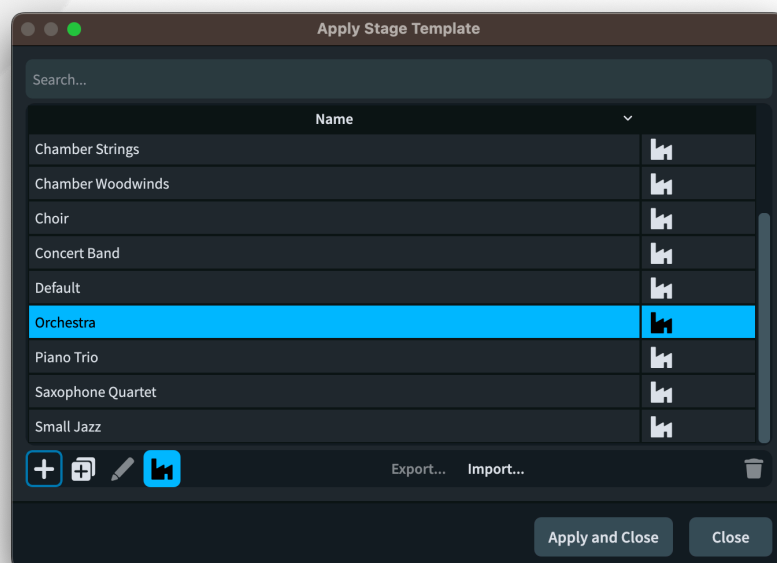 Apply Stage Template
Search...
Name
Chamber Strings
Chamber Woodwinds
Choir
Concert Band
Default
Orchestra
Piano Trio
Saxophone Quartet
Small Jazz
Export... Import...
Apply and Close Close